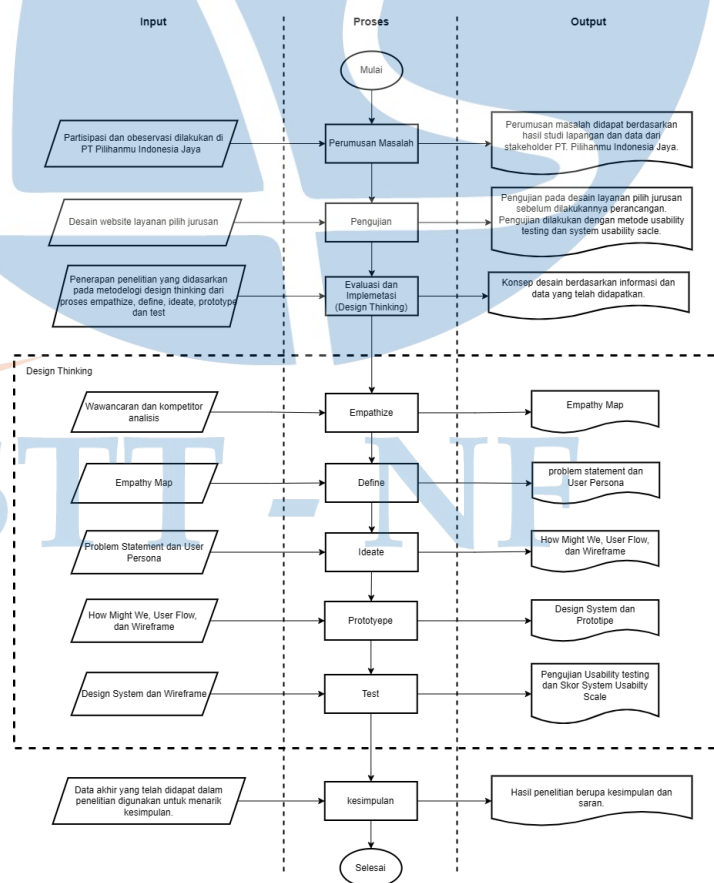 Input
Proses
Output
Mulai
Partisipasi dan obeservasi dilakukan di
PT Pilihanmu Indonesia Jaya
Perumusan Masalah
Perumusan masalah didapat berdasarkan
hasil studi lapangan dan data dari
stakeholder PT. Pilihanmu Indonesia Jaya.
Desain website layanan pilih jurusan
Pengujian
Pengujian pada desain layanan pilih jurusan
sebelum dilakukannya perancangan.
Pengujian dilakukan dengan metode usability
testing dan system usability sacle.
Penerapan penelitian yang didasarkan
pada metodelogi design thinking dari
proses empathize, define, ideate, prototype
dan test
Evaluasi dan
Implemetasi
(Design Thinking)
Konsep desain berdasarkan informasi dan
data yang telah didapatkan.
Design Thinking
Wawancaran dan kompetitor
analisis
Empathize
Empathy Map
Empathy Map
Define
problem statement dan
User Persona
Problem Statement dan User
Persona
Ideate
How Might We, User Flow,
dan Wireframe
How Might We, User Flow,
dan Wireframe
Prototyepe
Design System dan
Prototipe
Design System dan Wireframe
Test
Pengujian Usability testing
dan Skor System Usabilty
Scale
Data akhir yang telah didapat dalam
penelitian digunakan untuk menarik
kesimpulan.
kesimpulan
Hasil penelitian berupa kesimpulan dan
saran.
Selesai
STT - NF